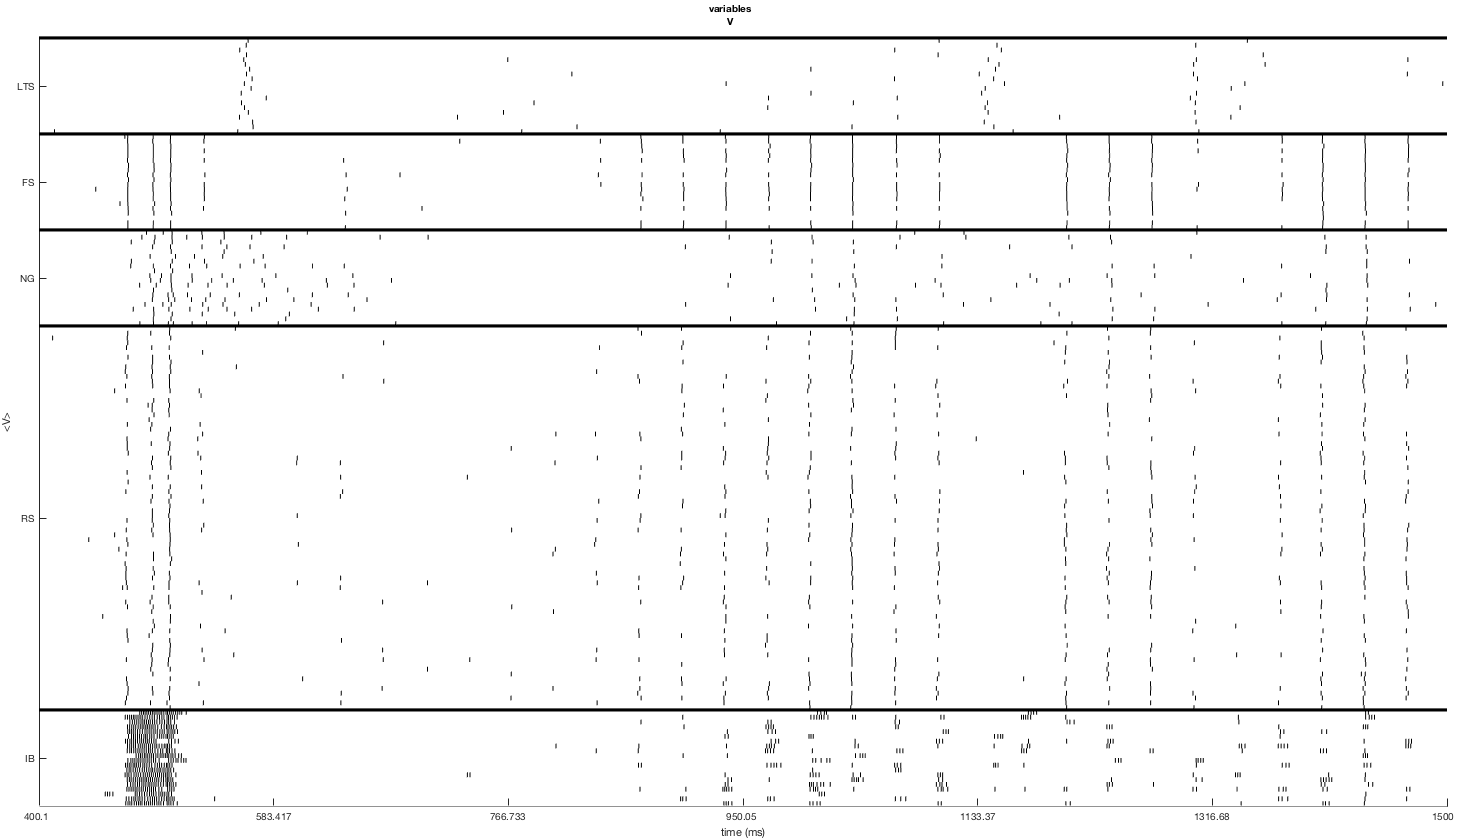 variables
V
LTS
FS
NG
<V>
RS
IB
400.1 583.417 766.733 950.05 1133.37 1316.68 1500
time (ms)